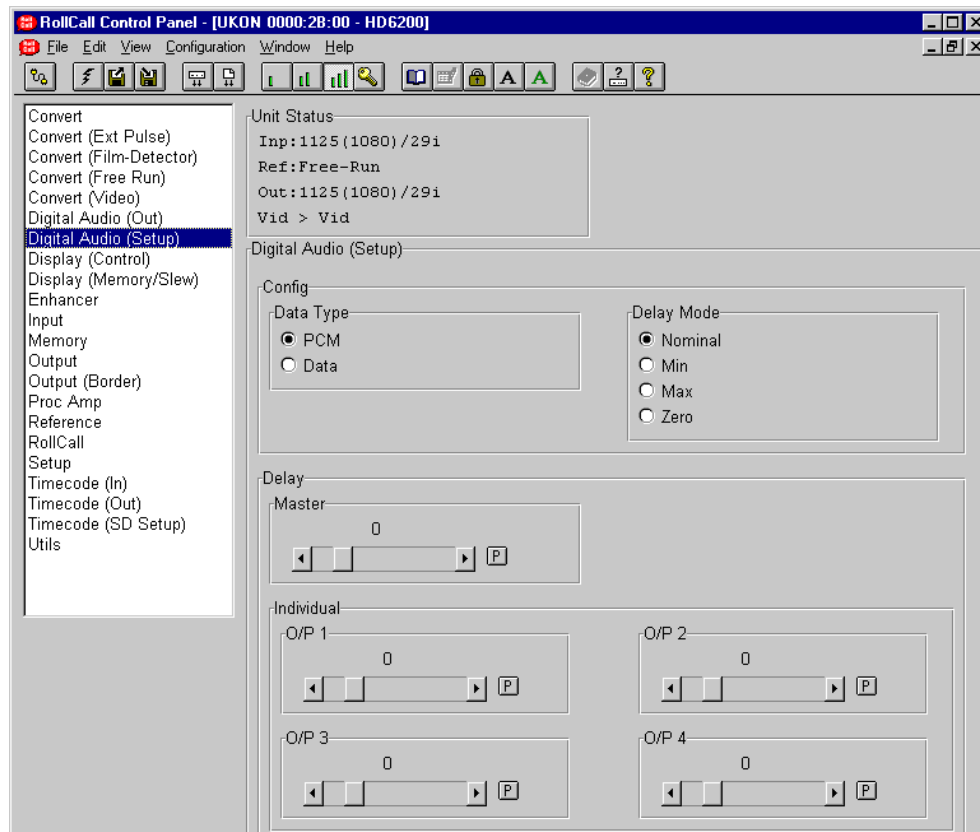 RollCall Control Panel - [UKON 0000:2B:00 - HD6200]
File Edit View Configuration Window Help
A A
Convert
Convert (Ext Pulse)
Convert (Film-Detector)
Convert (Free Run)
Convert (Video)
Digital Audio (Out)
Digital Audio (Setup)
Display (Control)
Display (Memory/Slew)
Enhancer
Input
Memory
Output
Output (Border)
Proc Amp
Reference
RollCall
Setup
Timecode (In)
Timecode (Out)
Timecode (SD Setup)
Utils
Unit Status
Inp:1125(1080)/29i
Ref:Free-Run
Out:1125(1080)/29i
Vid > Vid
Digital Audio (Setup)
Config
Data Type
PCM
Data
Delay Mode
Nominal
Min
Max
Zero
Delay
Master
0
P
Individual
O/P 1
0
P
O/P 2
0
P
O/P 3
0
P
O/P 4
0
P